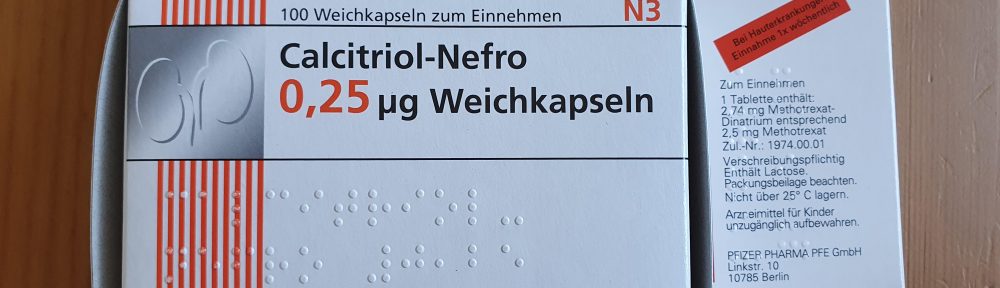 100 Weichkapseln zum Einnehmen
N3
Calcitriol-Nefro
0,25 µg Weichkapseln
Bei Hauterkrankungen
Einnahme 1x wöchentlich
Zum Einnehmen
1 Tablette enthält:
2,74 mg Methotrexat-
Dinatrium entsprechend
2,5 mg Methotrexat
Zul.-Nr.: 1974.00.01
Verschreibungspflichtig
Enthält Lactose.
Packungsbeilage beachten.
Nicht über 25° C lagern.
Arzneimittel für Kinder
unzugänglich aufbewahren.
PFIZER PHARMA PFE GmbH
Linkstr. 10
10785 Berlin